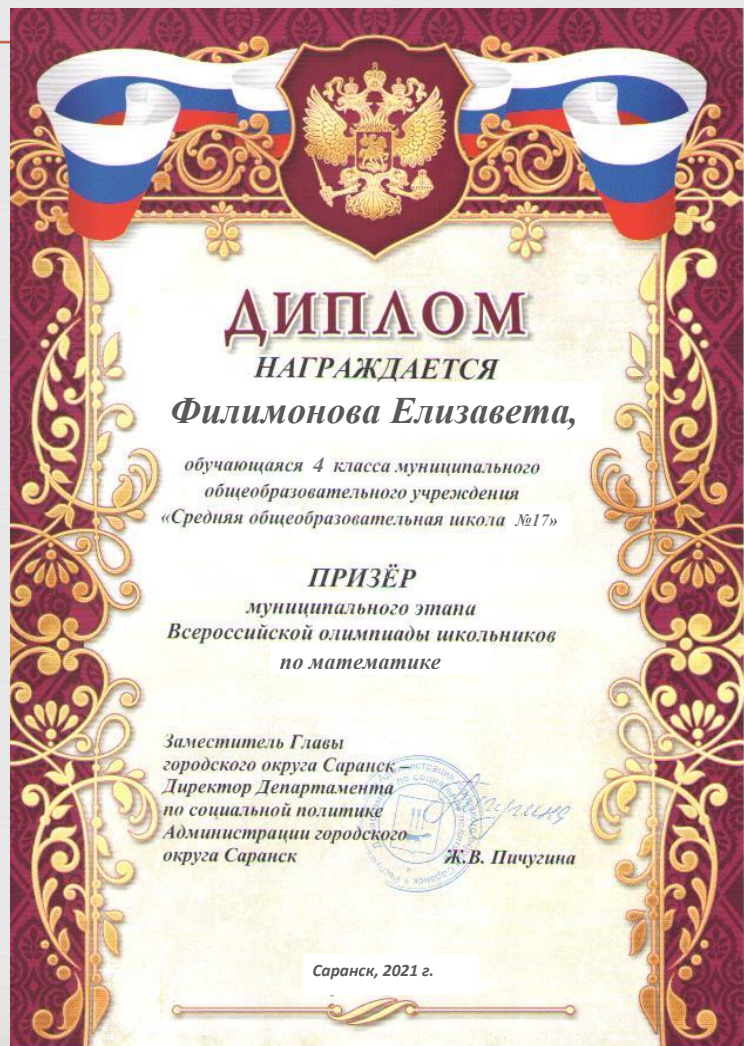 ДИПЛОМ
НАГРАЖДАЕТСЯ
Филимонова Елизавета,
обучающаяся 4 класса муниципального
общеобразовательного учреждения
«Средняя общеобразовательная школа №17»
ПРИЗЁР
муниципального этапа
Всероссийской олимпиады школьников
по математике
Заместитель Главы
городского округа Саранск –
Директор Департамента
по социальной политике
Администрации городского
округа Саранск Ж.В. Пичугина
Саранск, 2021 г.